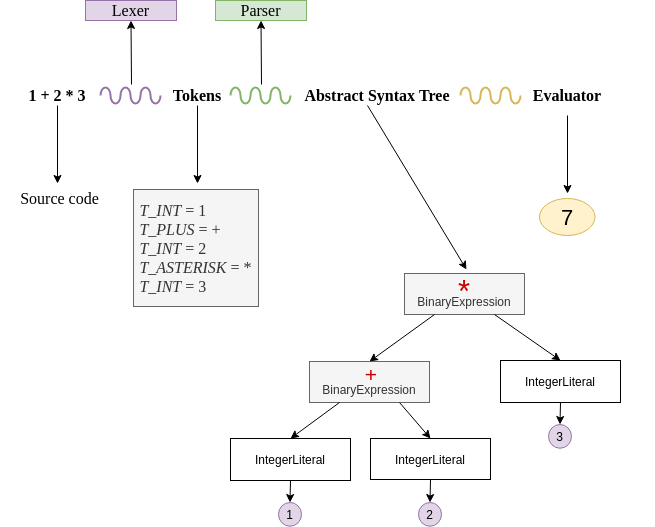 Lexer
Parser
1 + 2 * 3
Tokens
Abstract Syntax Tree
Evaluator
Source code
T_INT = 1
T_PLUS = +
T_INT = 2
T_ASTERISK = *
T_INT = 3
7
*
BinaryExpression
+
BinaryExpression
IntegerLiteral
3
IntegerLiteral
IntegerLiteral
1
2